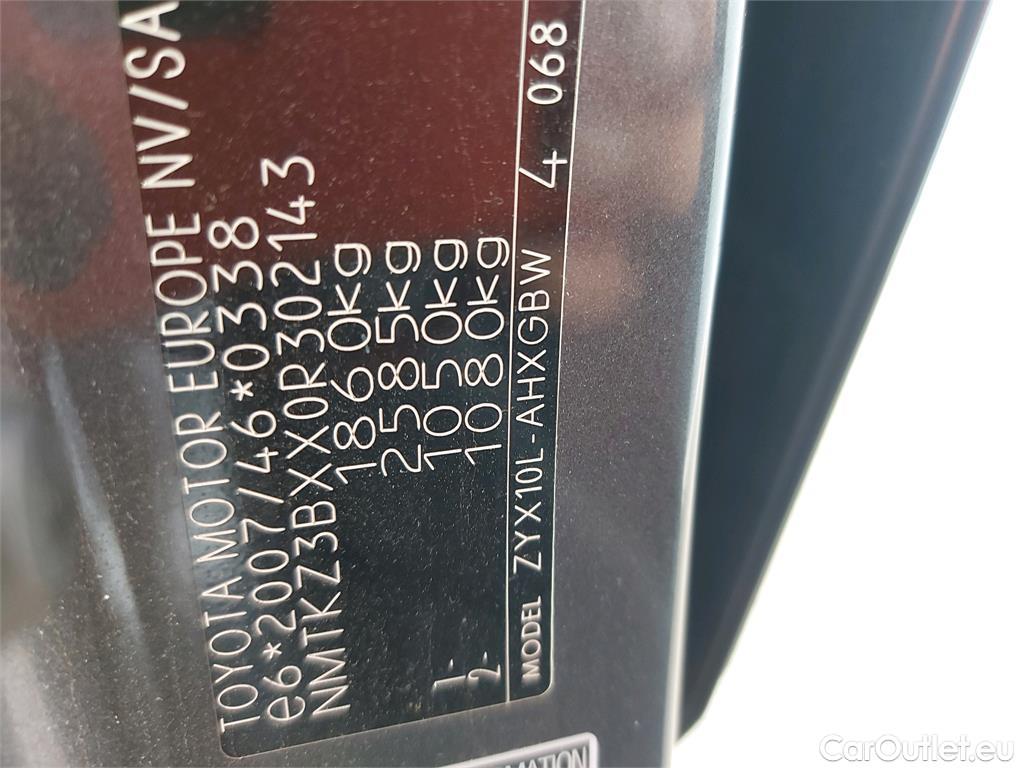 TOYOTA MOTOR EUROPE NV/SA
e6*2007/46*0338
NMTKZ3BXX0R302143
1860kg
2585kg
1- 1050kg
2- 1080kg
MODEL ZYX10L-AHXGBW 4 068
CarOutlet.eu